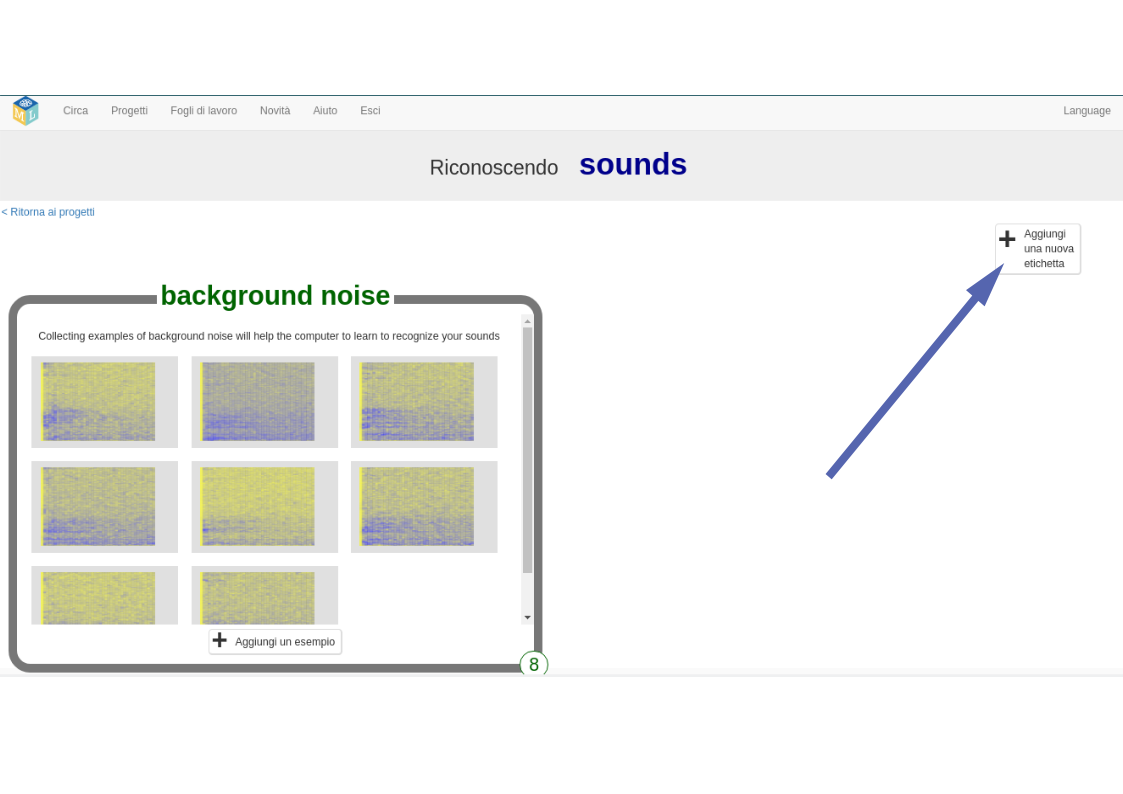 Circa Progetti Fogli di lavoro Novità Aiuto Esci Language
Riconoscendo sounds
< Ritorna ai progetti
Aggiungi
una nuova
etichetta
background noise
Collecting examples of background noise will help the computer to learn to recognize your sounds
Aggiungi un esempio
8